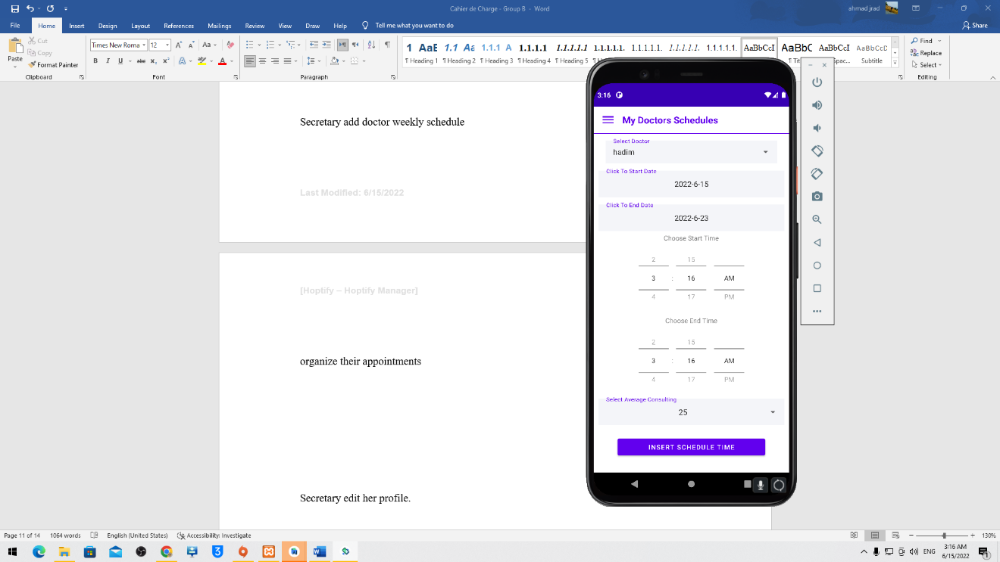 Cahier de Charge - Group B - Word
ahmad jrad
File Home Insert Design Layout References Mailings Review View Draw Help Tell me what you want to do
Share
Paste
Cut
Copy
Format Painter
Clipboard
Times New Roma 12
Aa
B I U abc x₂ x² A A
Font
Paragraph
1 AaB 1.1 Aa 1.1.1 A 1.1.1.1 1.1.1.1.1 1.1.1.1.1. 1.1.1.1.1. 1.1.1.1.1. AaBbCcI AaBbC AaBbCcI AaBbCcD
¶ Heading 1 ¶ Heading 2 ¶ Heading 3 ¶ Heading 4 ¶ Heading 5
Subtitle
Find
Replace
Select
Editing
Secretary add doctor weekly schedule
Last Modified: 6/15/2022
[Hoptify – Hoptify Manager]
organize their appointments
Secretary edit her profile.
3:16
My Doctors Schedules
Select Doctor
hadim
Click To Start Date
2022-6-15
Click To End Date
2022-6-23
Choose Start Time
2 15
3 : 16 AM
4 17 PM
Choose End Time
2 15
3 : 16 AM
4 17 PM
Select Average Consulting
25
INSERT SCHEDULE TIME
Page 11 of 14 1064 words English (United States) Accessibility: Investigate
130%
ENG
3:16 AM
6/15/2022